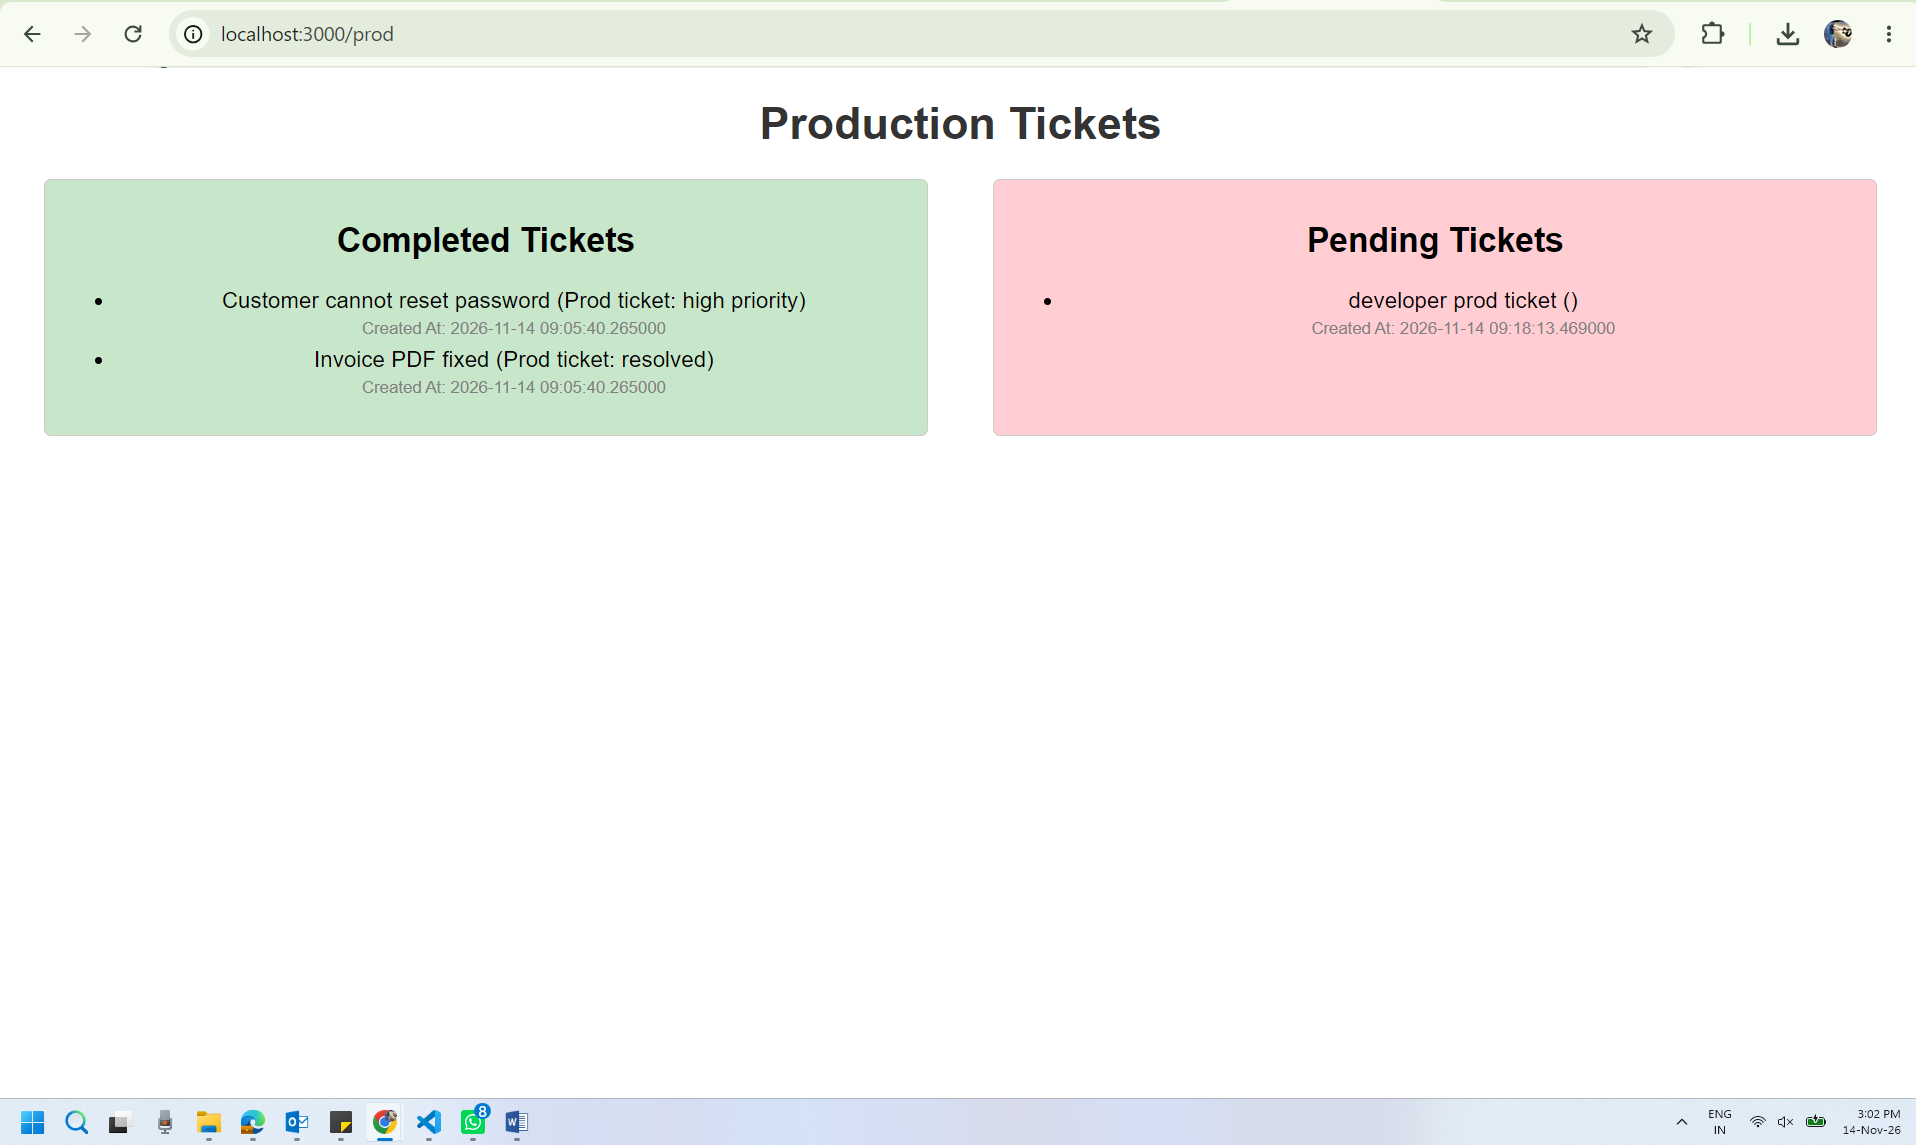 localhost:3000/prod
Production Tickets
Completed Tickets
Customer cannot reset password (Prod ticket: high priority)
Created At: 2026-11-14 09:05:40.265000
Invoice PDF fixed (Prod ticket: resolved)
Created At: 2026-11-14 09:05:40.265000
Pending Tickets
developer prod ticket ()
Created At: 2026-11-14 09:18:13.469000
8
ENG
IN
3:02 PM
14-Nov-26